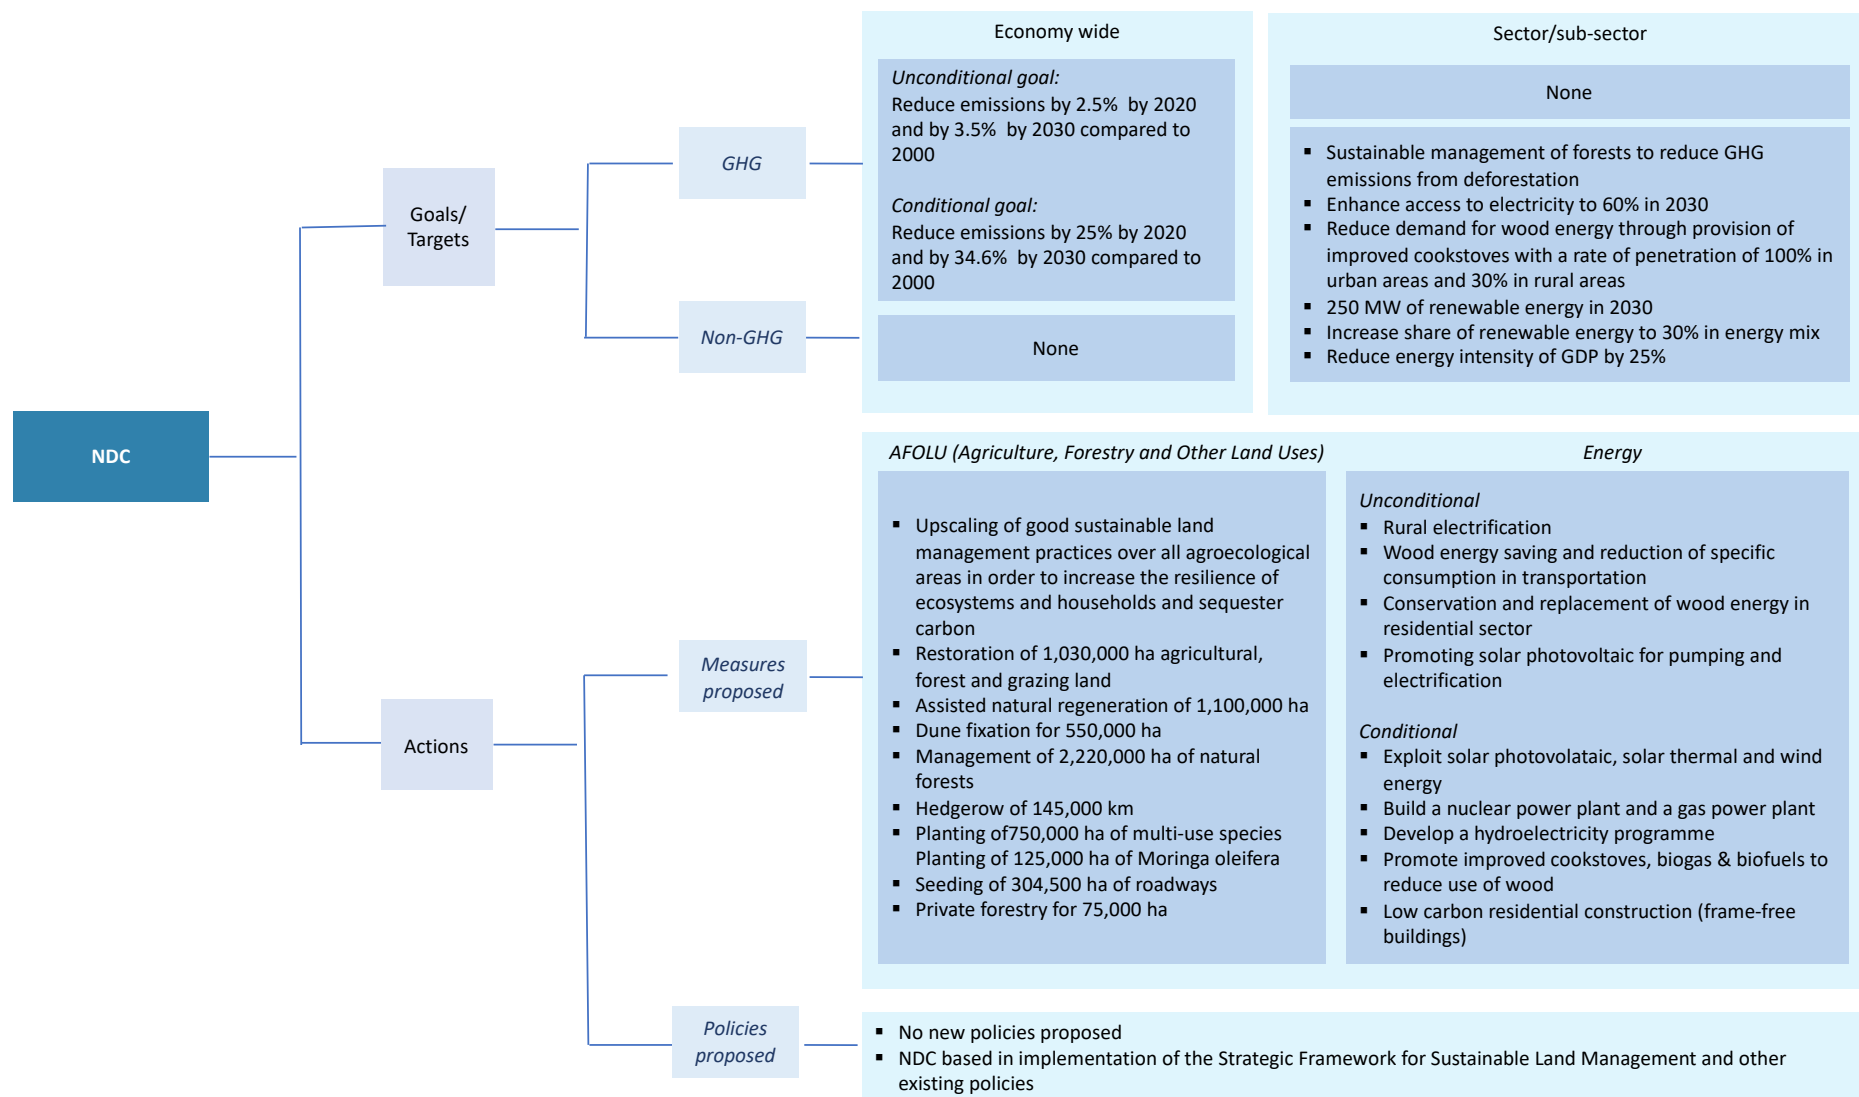 Economy wide
Sector/sub-sector
Unconditional goal:
Reduce emissions by 2.5% by 2020
and by 3.5% by 2030 compared to
2000
Conditional goal:
Reduce emissions by 25% by 2020
and by 34.6% by 2030 compared to
2000
None
▪ Sustainable management of forests to reduce GHG
emissions from deforestation
▪ Enhance access to electricity to 60% in 2030
▪ Reduce demand for wood energy through provision of
improved cookstoves with a rate of penetration of 100% in
urban areas and 30% in rural areas
▪ 250 MW of renewable energy in 2030
▪ Increase share of renewable energy to 30% in energy mix
▪ Reduce energy intensity of GDP by 25%
GHG
Goals/
Targets
Non-GHG
None
NDC
AFOLU (Agriculture, Forestry and Other Land Uses)
Energy
▪ Upscaling of good sustainable land
management practices over all agroecological
areas in order to increase the resilience of
ecosystems and households and sequester
carbon
▪ Restoration of 1,030,000 ha agricultural,
forest and grazing land
▪ Assisted natural regeneration of 1,100,000 ha
▪ Dune fixation for 550,000 ha
▪ Management of 2,220,000 ha of natural
forests
▪ Hedgerow of 145,000 km
▪ Planting of750,000 ha of multi-use species
Planting of 125,000 ha of Moringa oleifera
▪ Seeding of 304,500 ha of roadways
▪ Private forestry for 75,000 ha
Unconditional
▪ Rural electrification
▪ Wood energy saving and reduction of specific
consumption in transportation
▪ Conservation and replacement of wood energy in
residential sector
▪ Promoting solar photovoltaic for pumping and
electrification
Conditional
▪ Exploit solar photovolataic, solar thermal and wind
energy
▪ Build a nuclear power plant and a gas power plant
▪ Develop a hydroelectricity programme
▪ Promote improved cookstoves, biogas & biofuels to
reduce use of wood
▪ Low carbon residential construction (frame-free
buildings)
Measures
proposed
Actions
Policies
proposed
▪ No new policies proposed
▪ NDC based in implementation of the Strategic Framework for Sustainable Land Management and other
existing policies